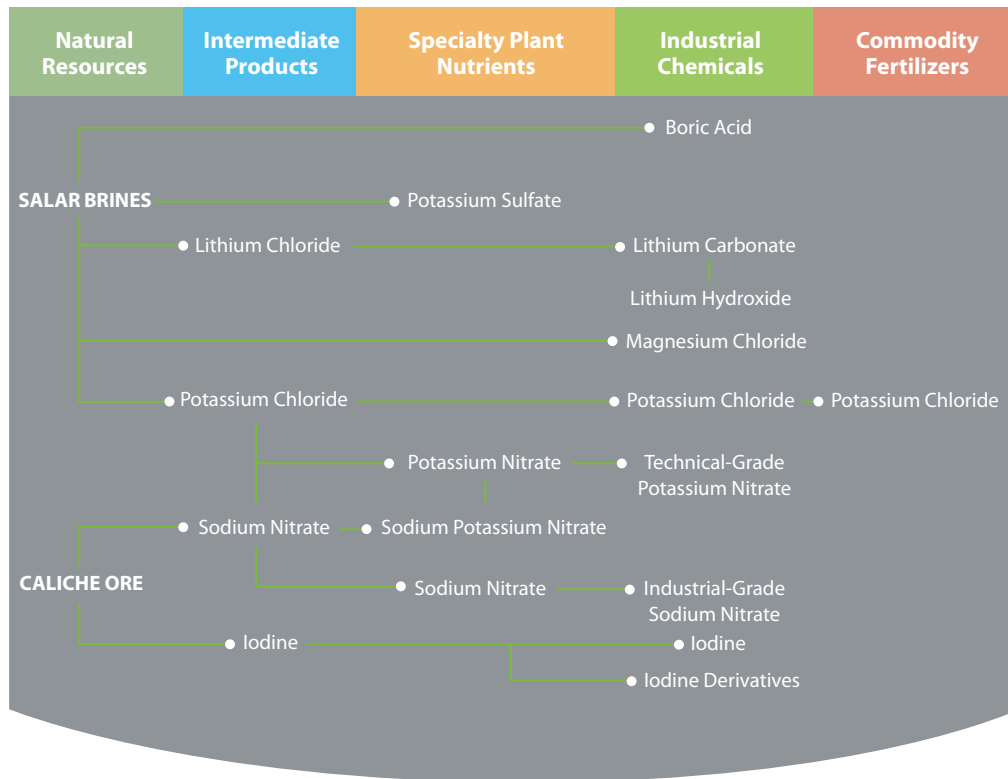 Natural
Resources
Intermediate
Products
Specialty Plant
Nutrients
Industrial
Chemicals
Commodity
Fertilizers
Boric Acid
SALAR BRINES
Potassium Sulfate
Lithium Chloride
Lithium Carbonate
Lithium Hydroxide
Magnesium Chloride
Potassium Chloride
Potassium Chloride
Potassium Chloride
Potassium Nitrate
Technical-Grade
Potassium Nitrate
Sodium Nitrate
Sodium Potassium Nitrate
CALICHE ORE
Sodium Nitrate
Industrial-Grade
Sodium Nitrate
Iodine
Iodine
Iodine Derivatives